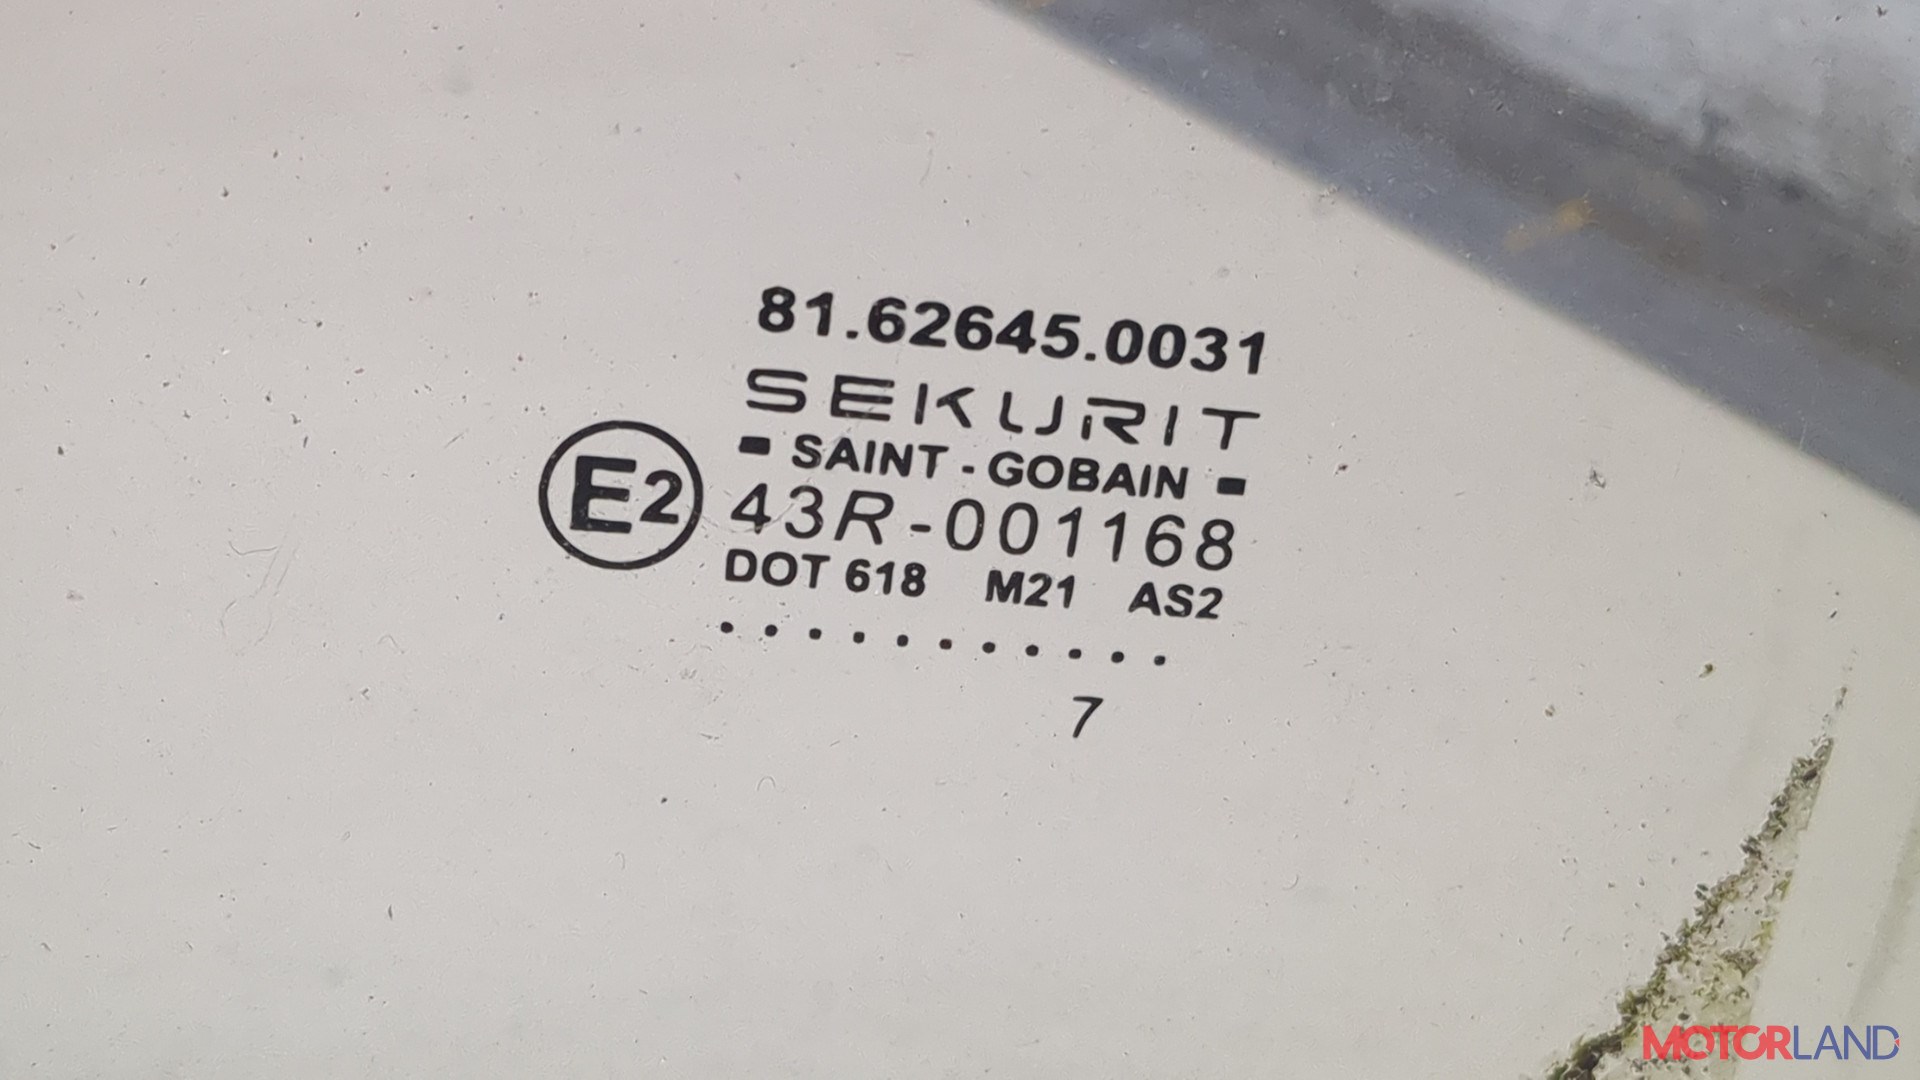 81.62645.0031
SEKURIT
- SAINT - GOBAIN -
E2
43R-001168
DOT 618 M21 AS2
...........
7
MOTORLAND